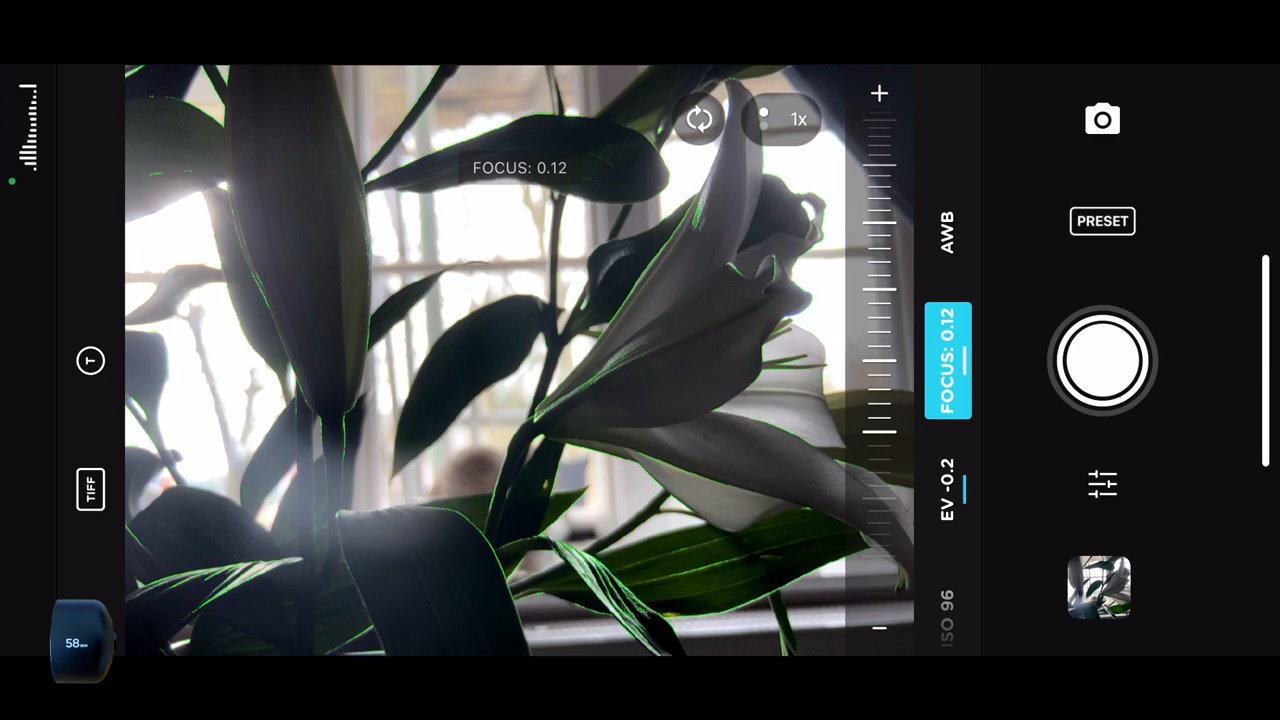 1x
FOCUS: 0.12
AWB
FOCUS: 0.12
EV -0.2
ISO 96
PRESET
T
TIFF
58